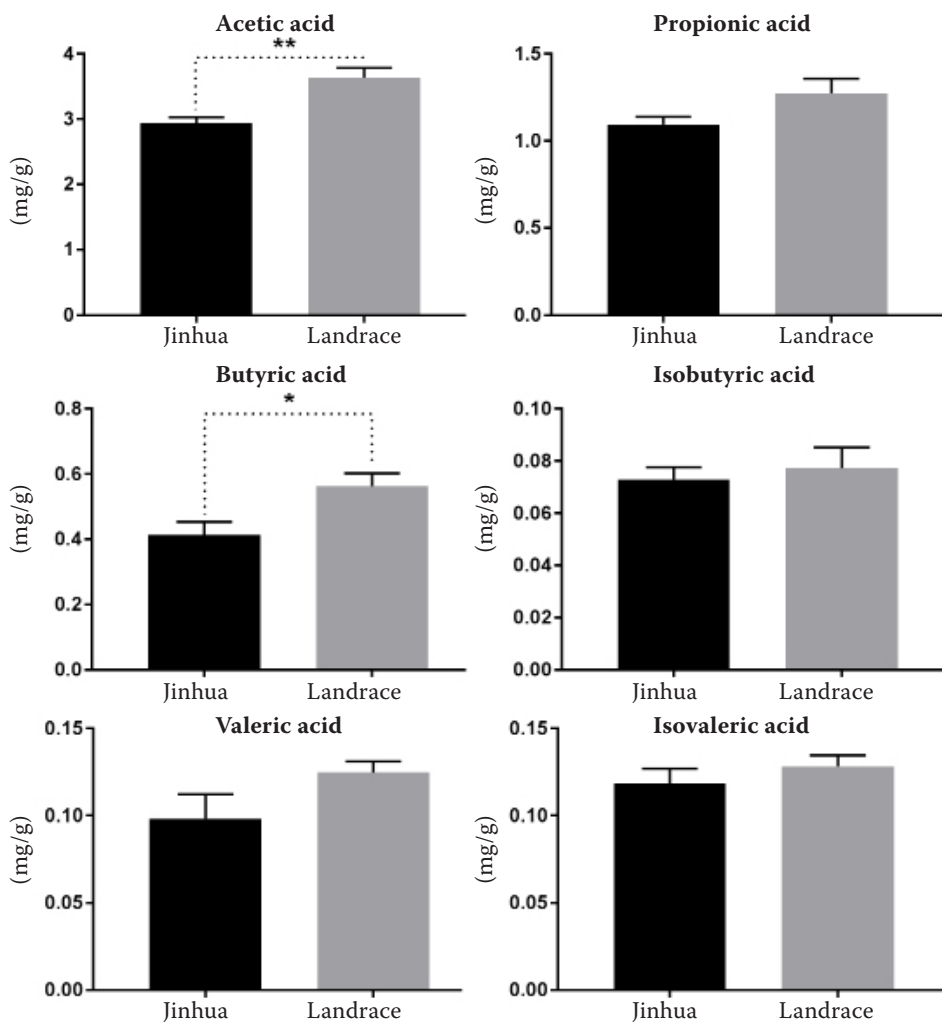 Acetic acid
**
4
3
2
1
0
(mg/g)
Jinhua Landrace
Propionic acid
1.5
1.0
0.5
0.0
(mg/g)
Jinhua Landrace
Butyric acid
*
0.8
0.6
0.4
0.2
0.0
(mg/g)
Jinhua Landrace
Isobutyric acid
0.10
0.08
0.06
0.04
0.02
0.00
(mg/g)
Jinhua Landrace
Valeric acid
0.15
0.10
0.05
0.00
(mg/g)
Jinhua Landrace
Isovaleric acid
0.15
0.10
0.05
0.00
(mg/g)
Jinhua Landrace